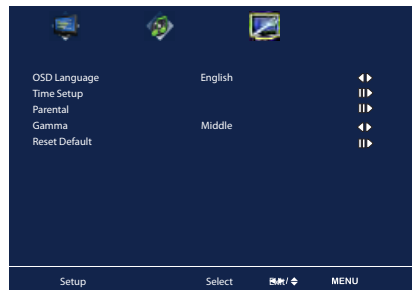 OSD Language English
Time Setup
Parental
Gamma Middle
Reset Default
Setup Select MENU